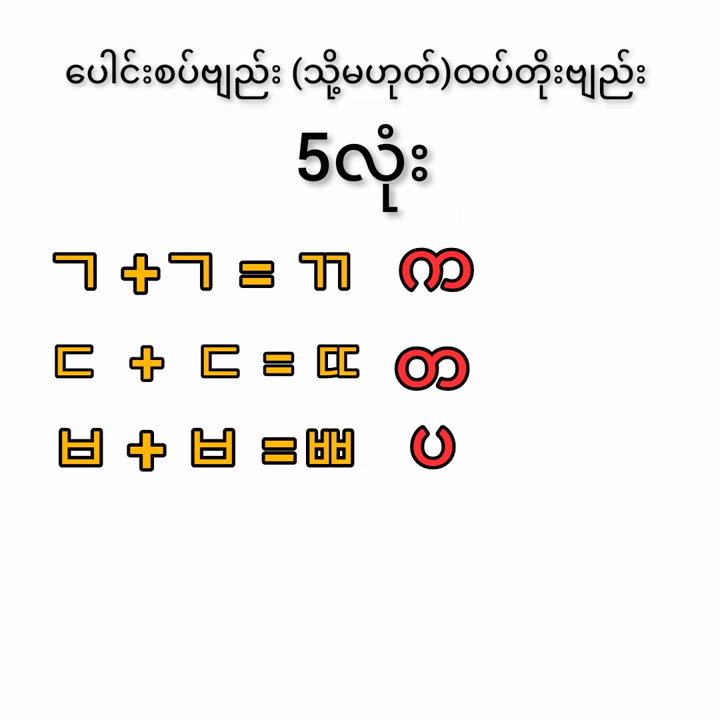 ပေါင်းစပ်ဗျည်း (သို့မဟုတ်)ထပ်တိုးဗျည်း
5လုံး
ㄱ +ㄱ = ㄲ က
ㄷ + ㄷ = ㄸ တ
ㅂ + ㅂ =ㅃ ပ